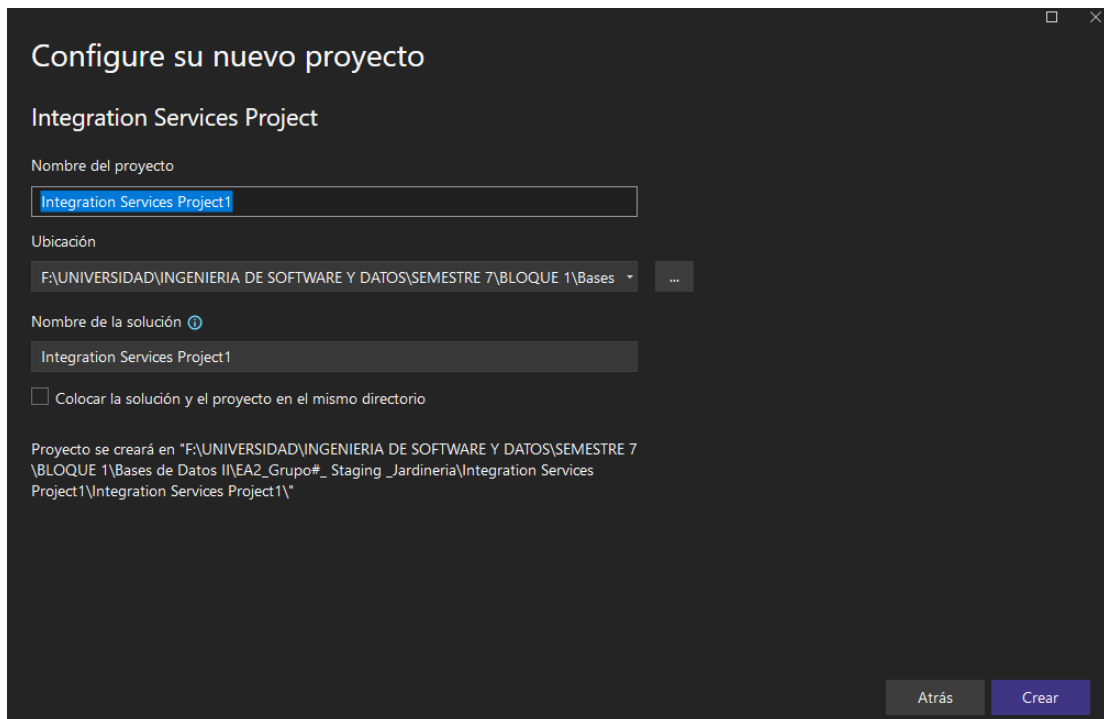 Configure su nuevo proyecto
Integration Services Project
Nombre del proyecto
Integration Services Project1
Ubicación
F:\UNIVERSIDAD\INGENIERIA DE SOFTWARE Y DATOS\SEMESTRE 7\BLOQUE 1\Bases
...
Nombre de la solución
Integration Services Project1
Colocar la solución y el proyecto en el mismo directorio
Proyecto se creará en "F:\UNIVERSIDAD\INGENIERIA DE SOFTWARE Y DATOS\SEMESTRE 7
\BLOQUE 1\Bases de Datos II\EA2_Grupo#_ Staging _Jardineria\Integration Services
Project1\Integration Services Project1\"
Atrás
Crear